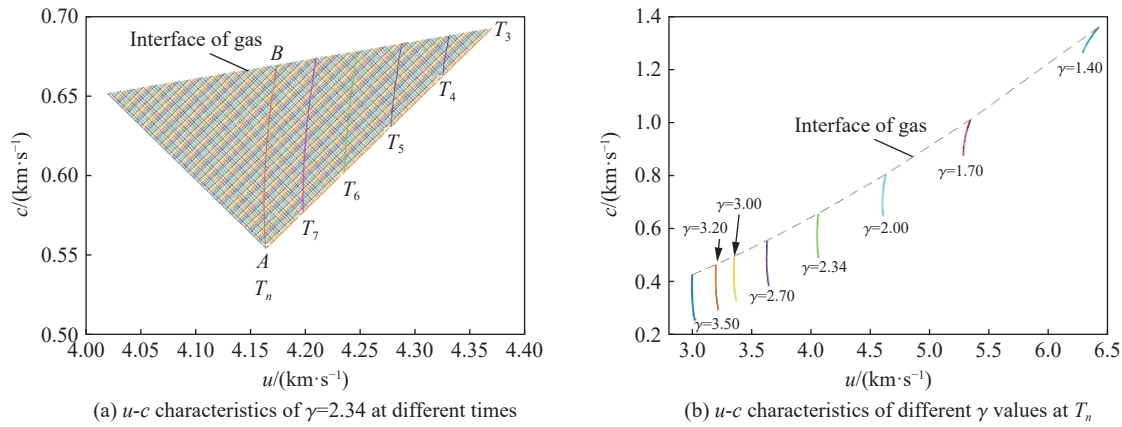 0.70
0.65
0.60
0.55
0.50
c/(km·s⁻¹)
Interface of gas
B
T₃
T₄
T₅
T₆
T₇
A
Tₙ
4.00 4.05 4.10 4.15 4.20 4.25 4.30 4.35 4.40
u/(km·s⁻¹)
(a) u-c characteristics of γ=2.34 at different times
1.4
1.2
1.0
0.8
0.6
0.4
0.2
c/(km·s⁻¹)
γ=1.40
Interface of gas
γ=1.70
γ=2.00
γ=3.00
γ=3.20
γ=2.34
γ=2.70
γ=3.50
3.0 3.5 4.0 4.5 5.0 5.5 6.0 6.5
u/(km·s⁻¹)
(b) u-c characteristics of different γ values at Tₙ